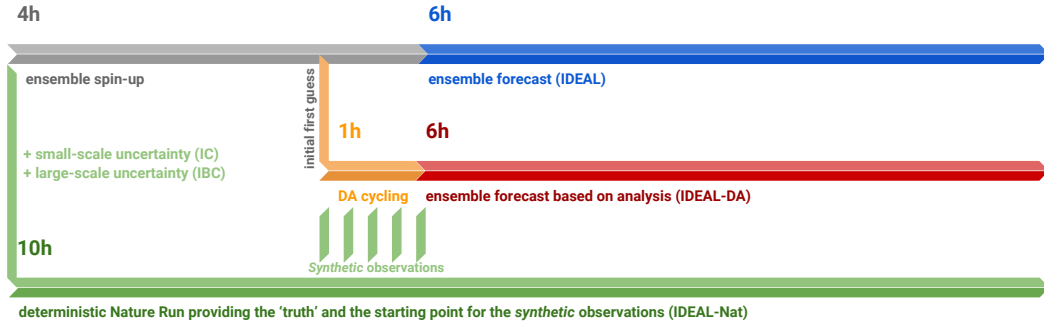 4h
6h
ensemble spin-up
ensemble forecast (IDEAL)
initial first guess
1h
6h
+ small-scale uncertainty (IC)
+ large-scale uncertainty (IBC)
DA cycling
ensemble forecast based on analysis (IDEAL-DA)
10h
Synthetic observations
deterministic Nature Run providing the ‘truth’ and the starting point for the synthetic observations (IDEAL-Nat)